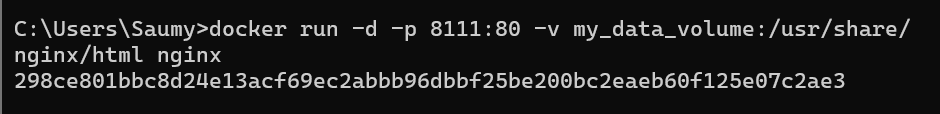 C:\Users\Saumy>docker run -d -p 8111:80 -v my_data_volume:/usr/share/
nginx/html nginx
298ce801bbc8d24e13acf69ec2abbb96dbbf25be200bc2eaeb60f125e07c2ae3